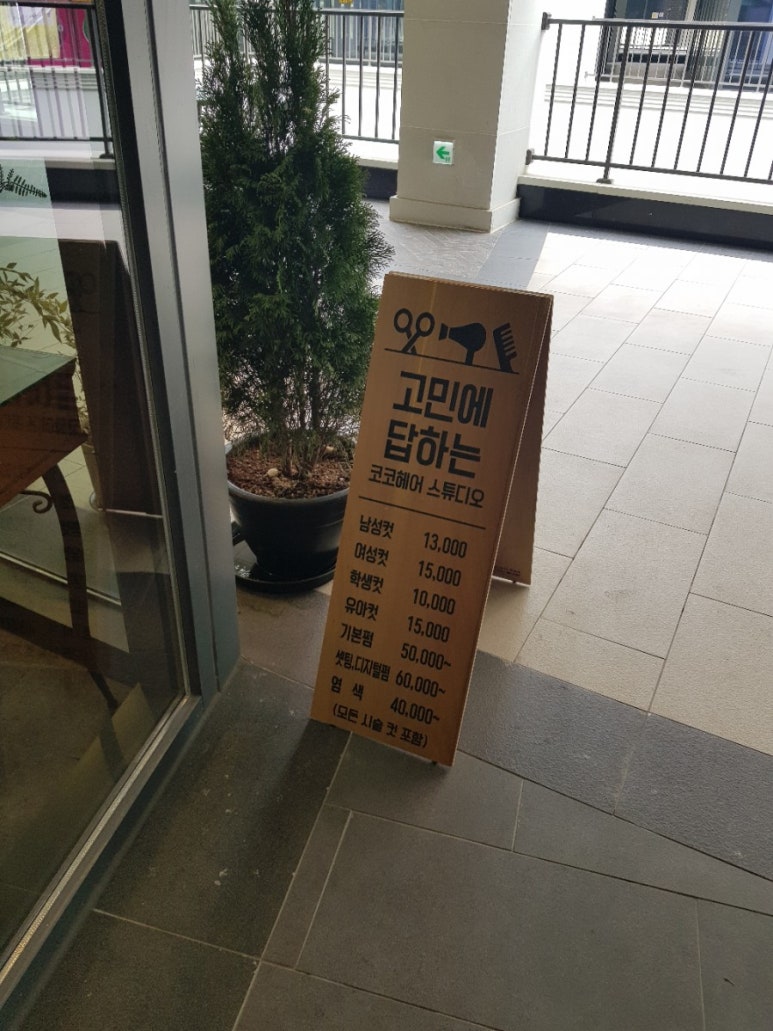 고민에
답하는
코코헤어 스튜디오
남성컷 13,000
여성컷 15,000
학생컷 10,000
유아컷 15,000
기본펌 50,000~
셋팅,디지털펌 60,000~
염 색 40,000~
(모든 시술 컷 포함)